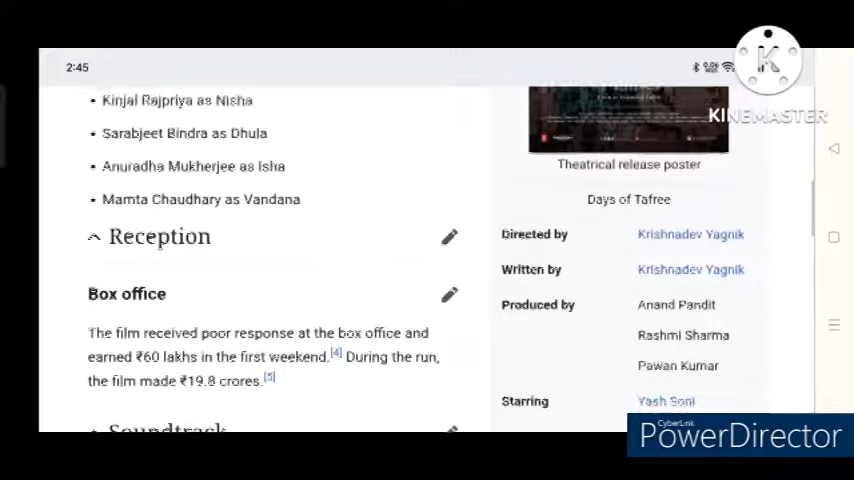 2:45
K
KINEMASTER
• Kinjal Rajpriya as Nisha
• Sarabjeet Bindra as Dhula
• Anuradha Mukherjee as Isha
• Mamta Chaudhary as Vandana
Reception
Box office
The film received poor response at the box office and
earned ₹60 lakhs in the first weekend.[4] During the run,
the film made ₹19.8 crores.[5]
Soundtrack
Theatrical release poster
Days of Tafree
Directed by Krishnadev Yagnik
Written by Krishnadev Yagnik
Produced by Anand Pandit
Rashmi Sharma
Pawan Kumar
Starring Yash Soni
CyberLink
PowerDirector